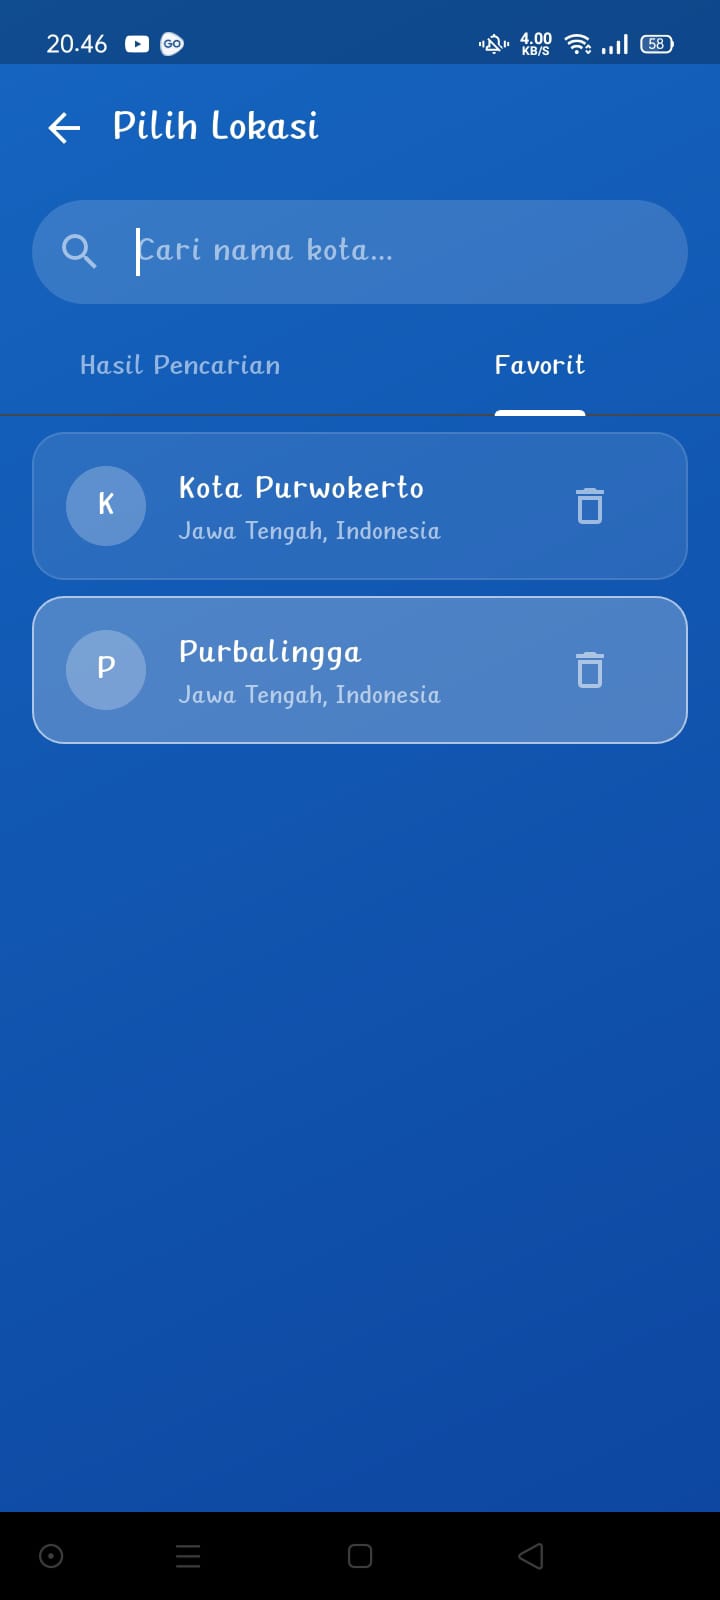 20.46
GO
4.00
KB/S
58
Pilih Lokasi
Cari nama kota...
Hasil Pencarian
Favorit
K
Kota Purwokerto
Jawa Tengah, Indonesia
P
Purbalingga
Jawa Tengah, Indonesia